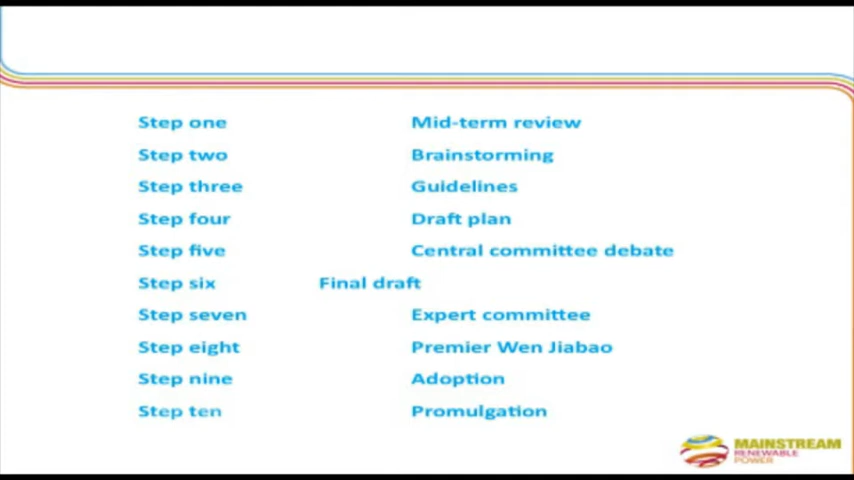 Step one Mid-term review
Step two Brainstorming
Step three Guidelines
Step four Draft plan
Step five Central committee debate
Step six Final draft
Step seven Expert committee
Step eight Premier Wen Jiabao
Step nine Adoption
Step ten Promulgation
MAINSTREAM
RENEWABLE
POWER